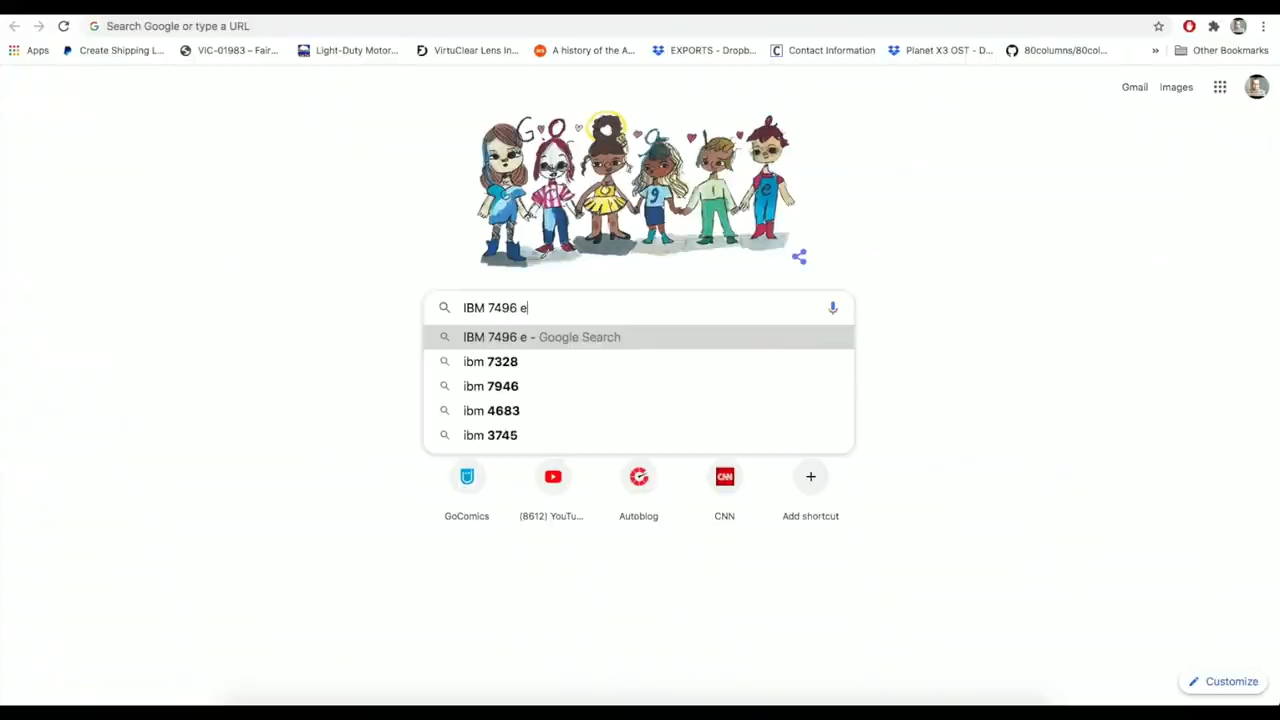 Search Google or type a URL
Apps Create Shipping L... VIC-01983 – Fair... Light-Duty Motor... VirtuClear Lens In... A history of the A... EXPORTS - Dropb... Contact Information Planet X3 OST - D... 80columns/80col... » Other Bookmarks
Gmail Images
G O O g l e
IBM 7496 e
IBM 7496 e - Google Search
ibm 7328
ibm 7946
ibm 4683
ibm 3745
CNN
GoComics (8612) YouTu... Autoblog CNN Add shortcut
Customize